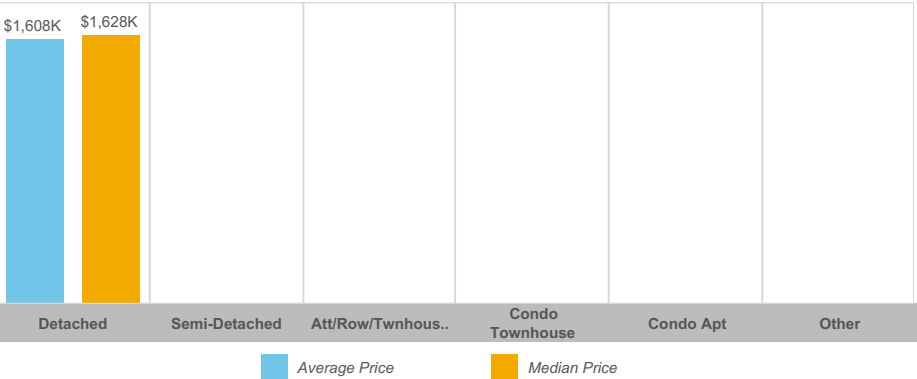 $1,608K
$1,628K
Detached
Semi-Detached
Att/Row/Twnhous..
Condo
Townhouse
Condo Apt
Other
Average Price
Median Price